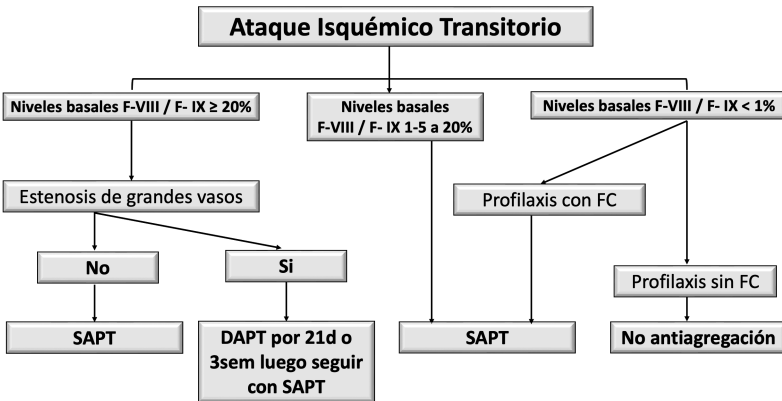 Ataque Isquémico Transitorio
Niveles basales F-VIII / F- IX ≥ 20%
Niveles basales
F-VIII / F- IX 1-5 a 20%
Niveles basales F-VIII / F- IX < 1%
Estenosis de grandes vasos
Profilaxis con FC
No
Si
Profilaxis sin FC
SAPT
DAPT por 21d o
3sem luego seguir
con SAPT
SAPT
No antiagregación